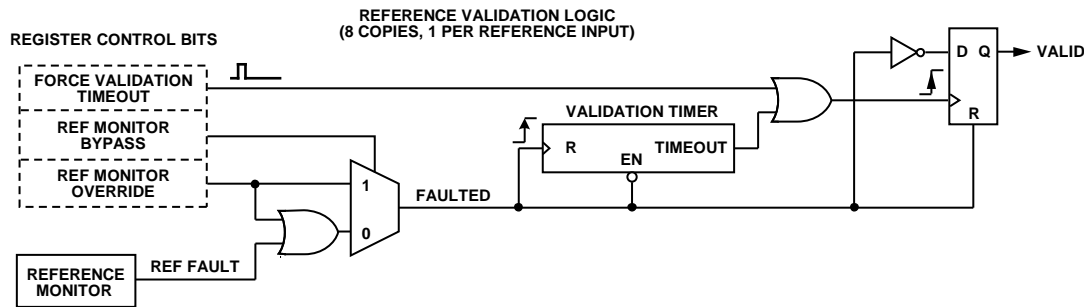 REFERENCE VALIDATION LOGIC
(8 COPIES, 1 PER REFERENCE INPUT)
REGISTER CONTROL BITS
FORCE VALIDATION
TIMEOUT
REF MONITOR
BYPASS
REF MONITOR
OVERRIDE
REFERENCE
MONITOR
REF FAULT
1
0
FAULTED
VALIDATION TIMER
R
EN
TIMEOUT
D
Q
R
VALID